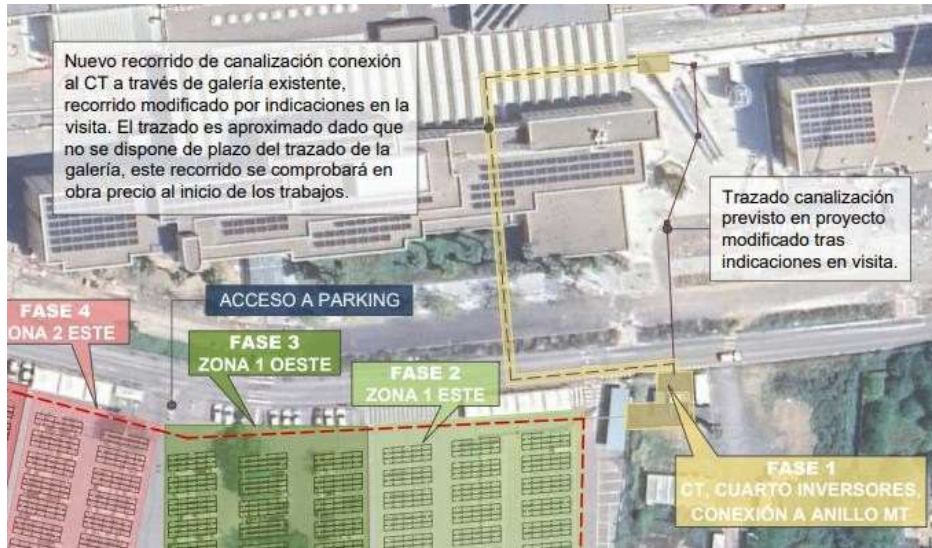 Nuevo recorrido de canalización conexión
al CT a través de galería existente,
recorrido modificado por indicaciones en la
visita. El trazado es aproximado dado que
no se dispone de plazo del trazado de la
galería, este recorrido se comprobará en
obra precio al inicio de los trabajos.
Trazado canalización
previsto en proyecto
modificado tras
indicaciones en visita.
ACCESO A PARKING
FASE 4
ONA 2 ESTE
FASE 3
ZONA 1 OESTE
FASE 2
ZONA 1 ESTE
FASE 1
CT, CUARTO INVERSORES,
CONEXIÓN A ANILLO MT